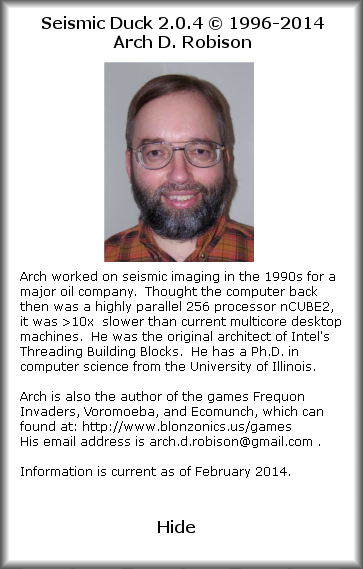 Seismic Duck 2.0.4 © 1996-2014
Arch D. Robison
Arch worked on seismic imaging in the 1990s for a
major oil company.  Thought the computer back
then was a highly parallel 256 processor nCUBE2,
it was >10x  slower than current multicore desktop
machines.  He was the original architect of Intel's
Threading Building Blocks.  He has a Ph.D. in
computer science from the University of Illinois.
Arch is also the author of the games Frequon
Invaders, Voromoeba, and Ecomunch, which can
found at: http://www.blonzonics.us/games
His email address is arch.d.robison@gmail.com .
Information is current as of February 2014.
Hide